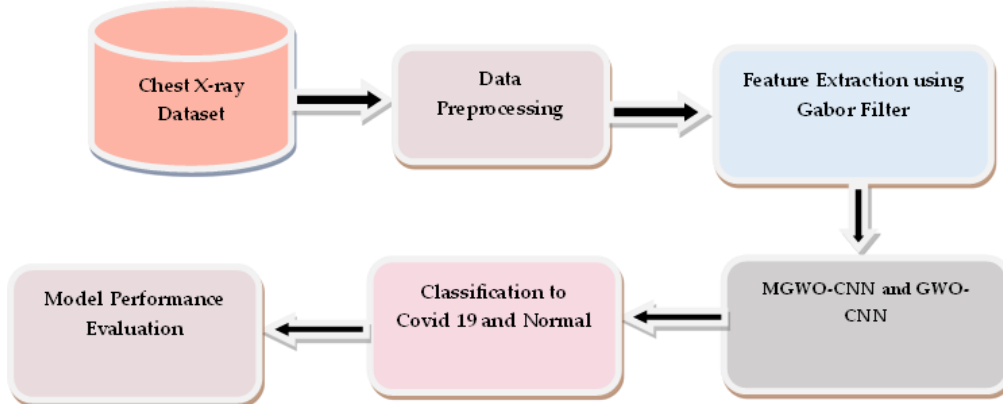 Chest X-ray
Dataset
Data
Preprocessing
Feature Extraction using
Gabor Filter
MGWO-CNN and GWO-
CNN
Classification to
Covid 19 and Normal
Model Performance
Evaluation